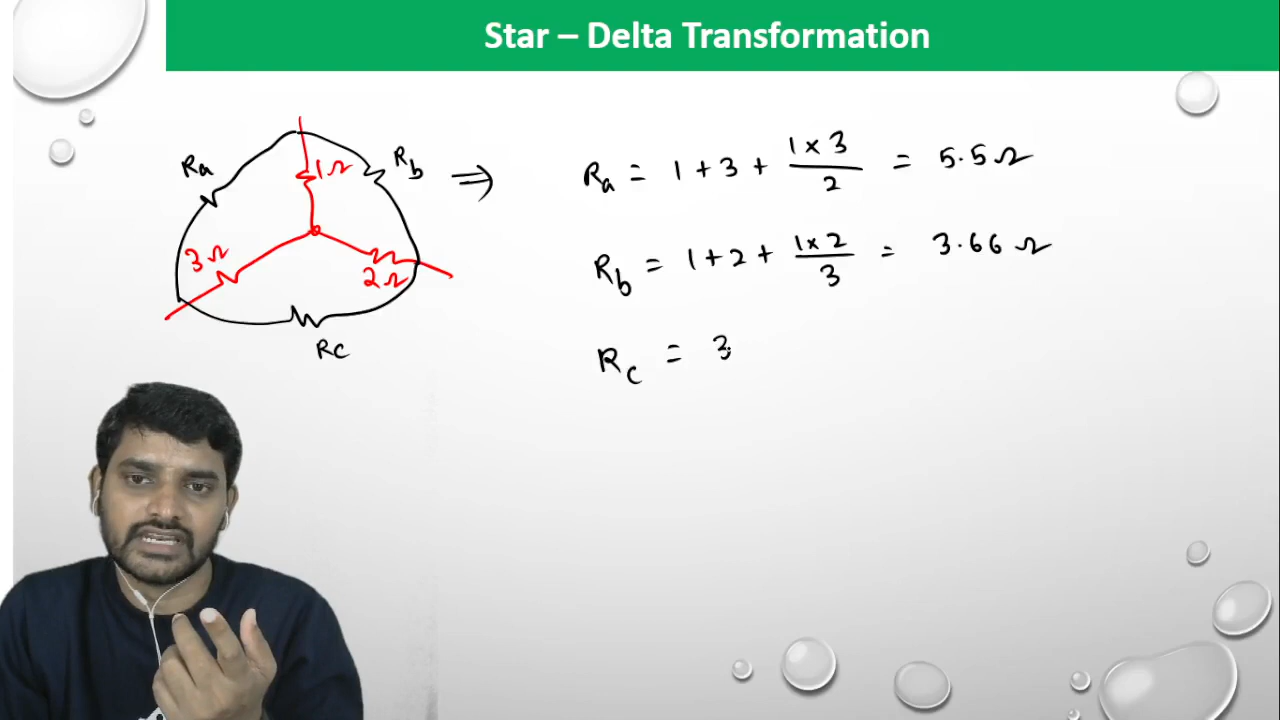 Star – Delta Transformation
Ra
1Ω
Rb
⇒
3Ω
2Ω
Rc
Ra = 1 + 3 + 1 × 3 / 2 = 5.5 Ω
Rb = 1 + 2 + 1 × 2 / 3 = 3.66 Ω
Rc = 3